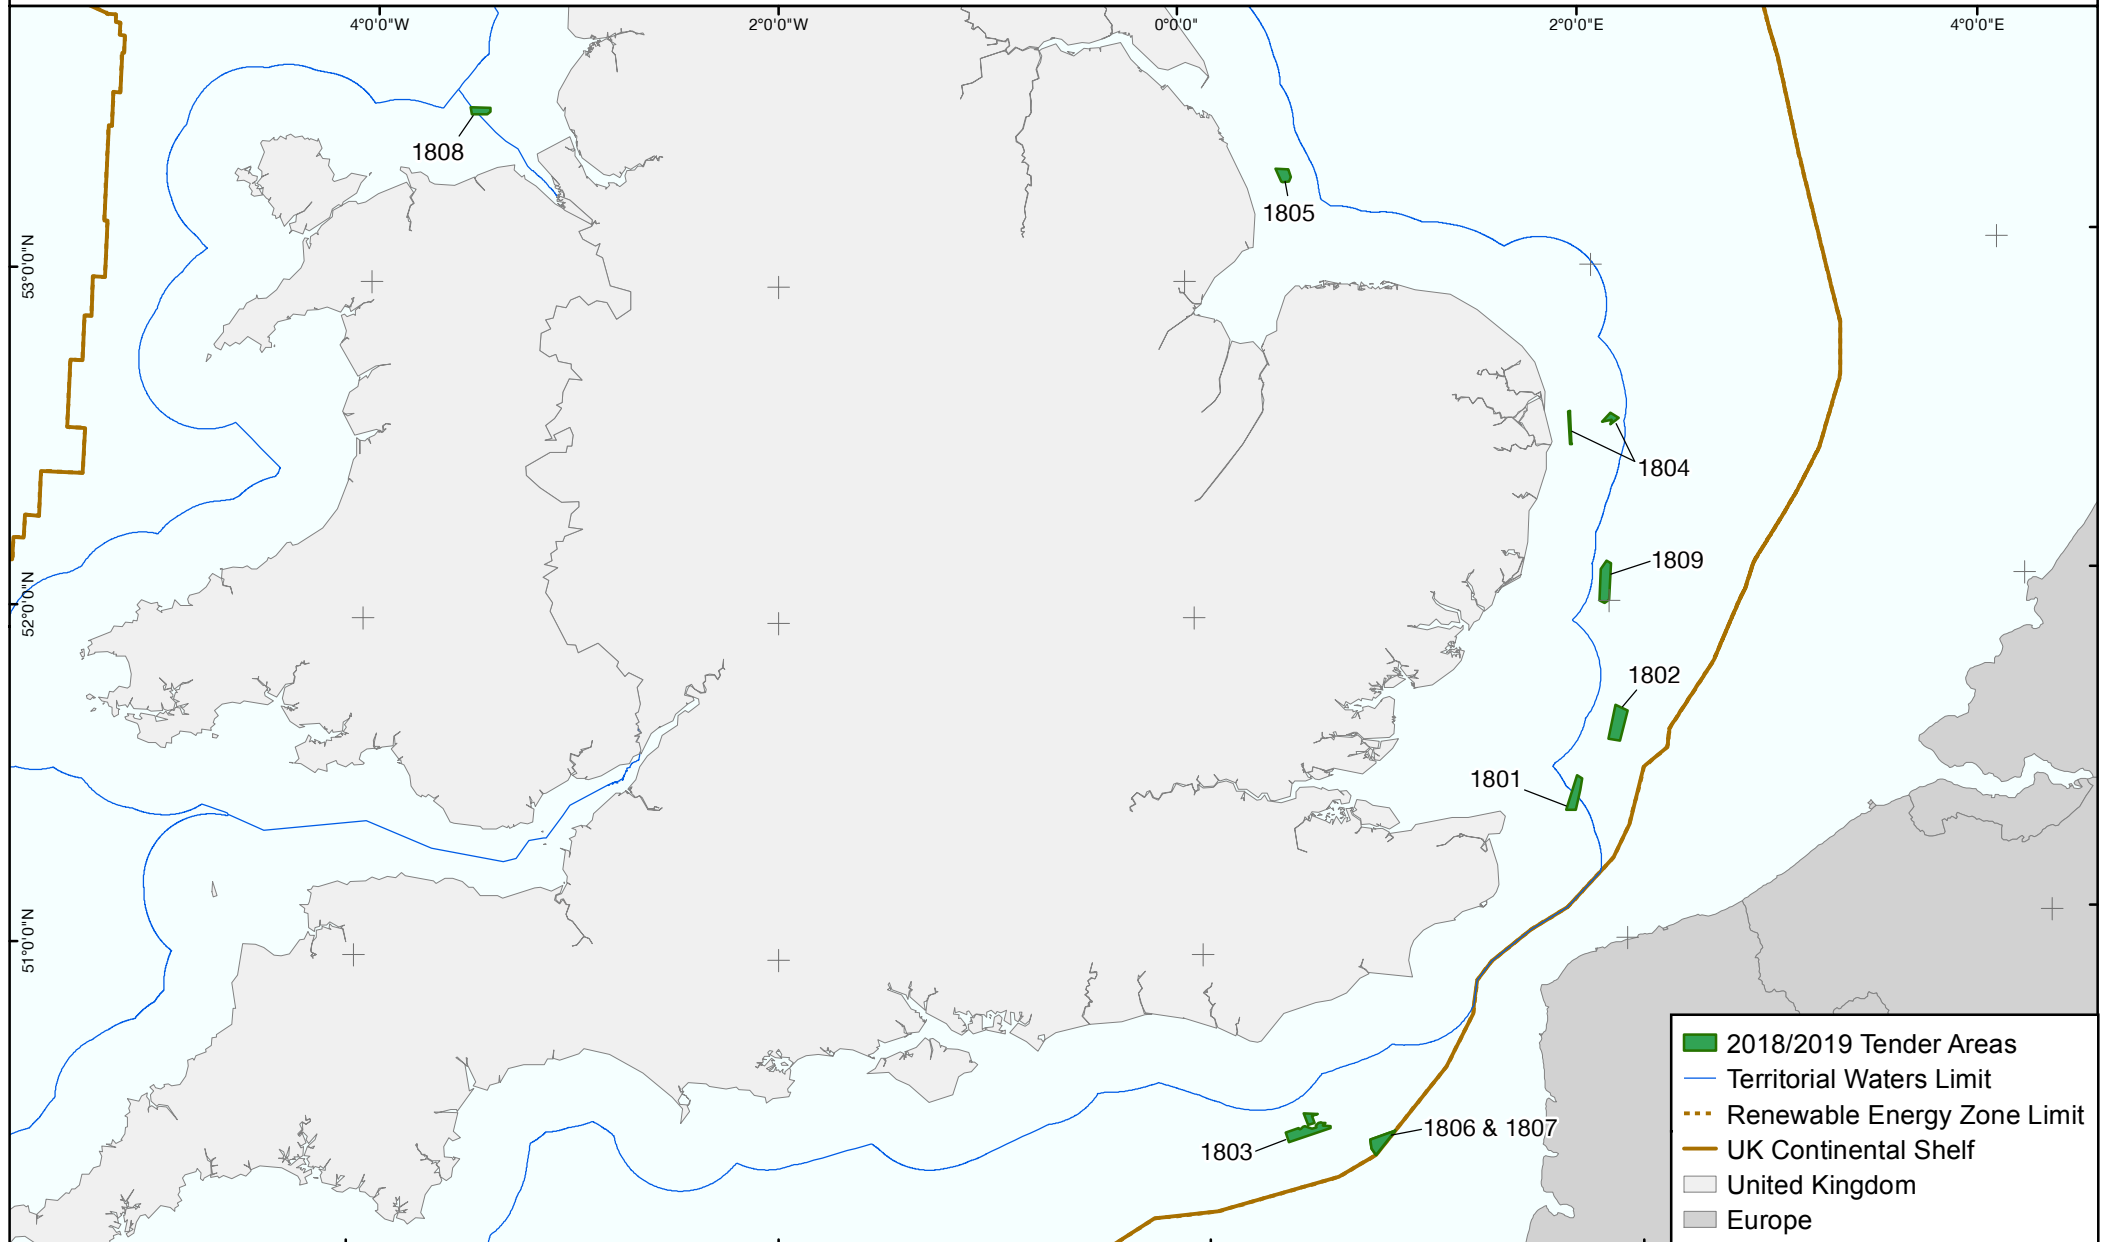 4°0'0"W
2°0'0"W
0°0'0"
2°0'0"E
4°0'0"E
1808
1805
53°0'0"N
1804
1809
52°0'0"N
1802
1801
51°0'0"N
1803
1806 & 1807
2018/2019 Tender Areas
Territorial Waters Limit
Renewable Energy Zone Limit
UK Continental Shelf
United Kingdom
Europe